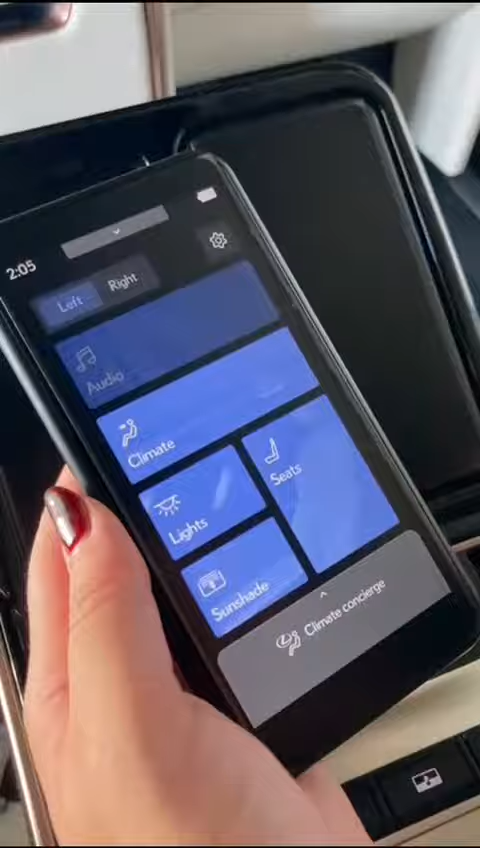 2:05
Left Right
Audio
Climate
Lights
Seats
Sunshade
Climate concierge